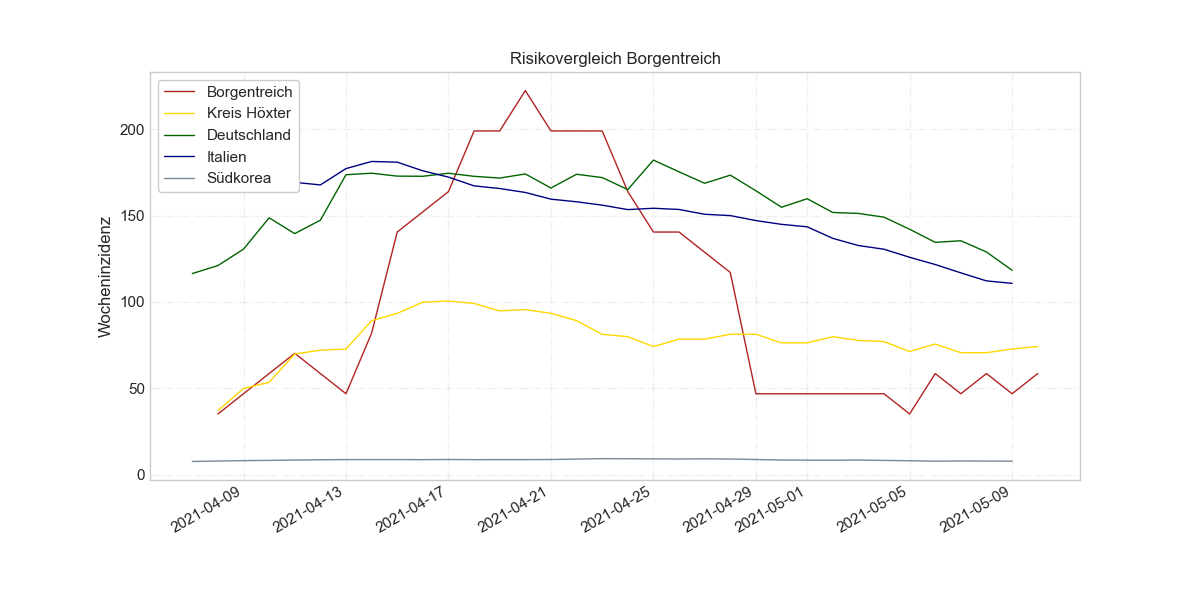 Risikovergleich Borgentreich
Borgentreich
Kreis Höxter
Deutschland
Italien
Südkorea
Wocheninzidenz
200
150
100
50
0
2021-04-09
2021-04-13
2021-04-17
2021-04-21
2021-04-25
2021-04-29
2021-05-01
2021-05-05
2021-05-09